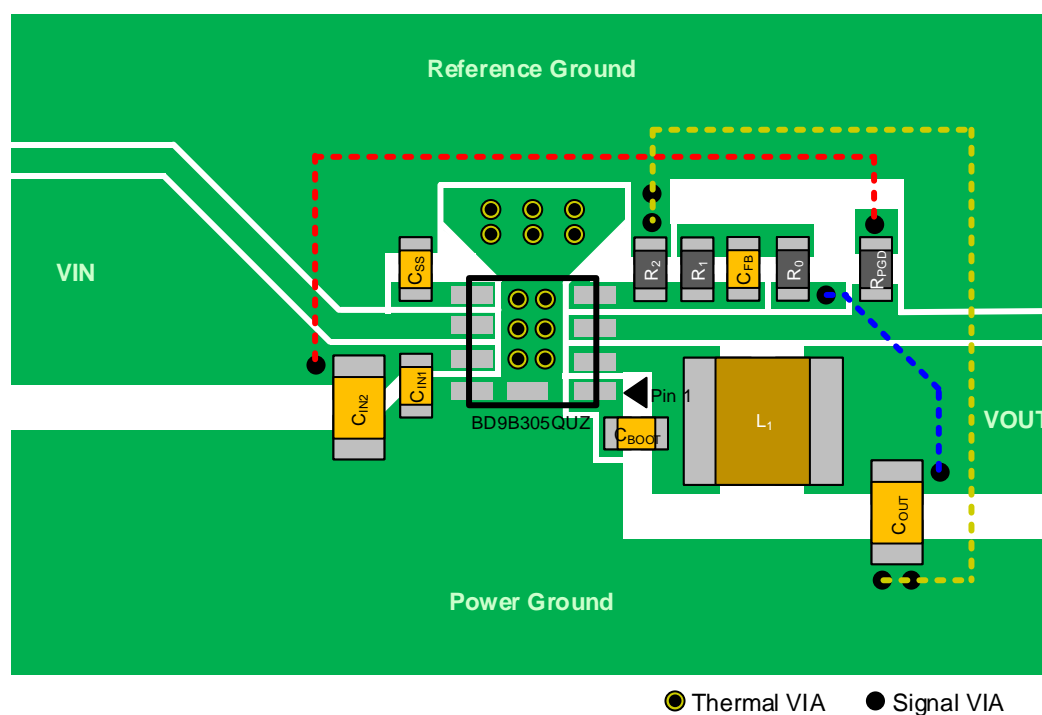 Reference Ground
VIN
CSS
R2
R1
CFB
R0
RPGD
CIN2
CIN1
Pin 1
BD9B305QUZ
CBOOT
L1
VOUT
COUT
Power Ground
Thermal VIA
Signal VIA